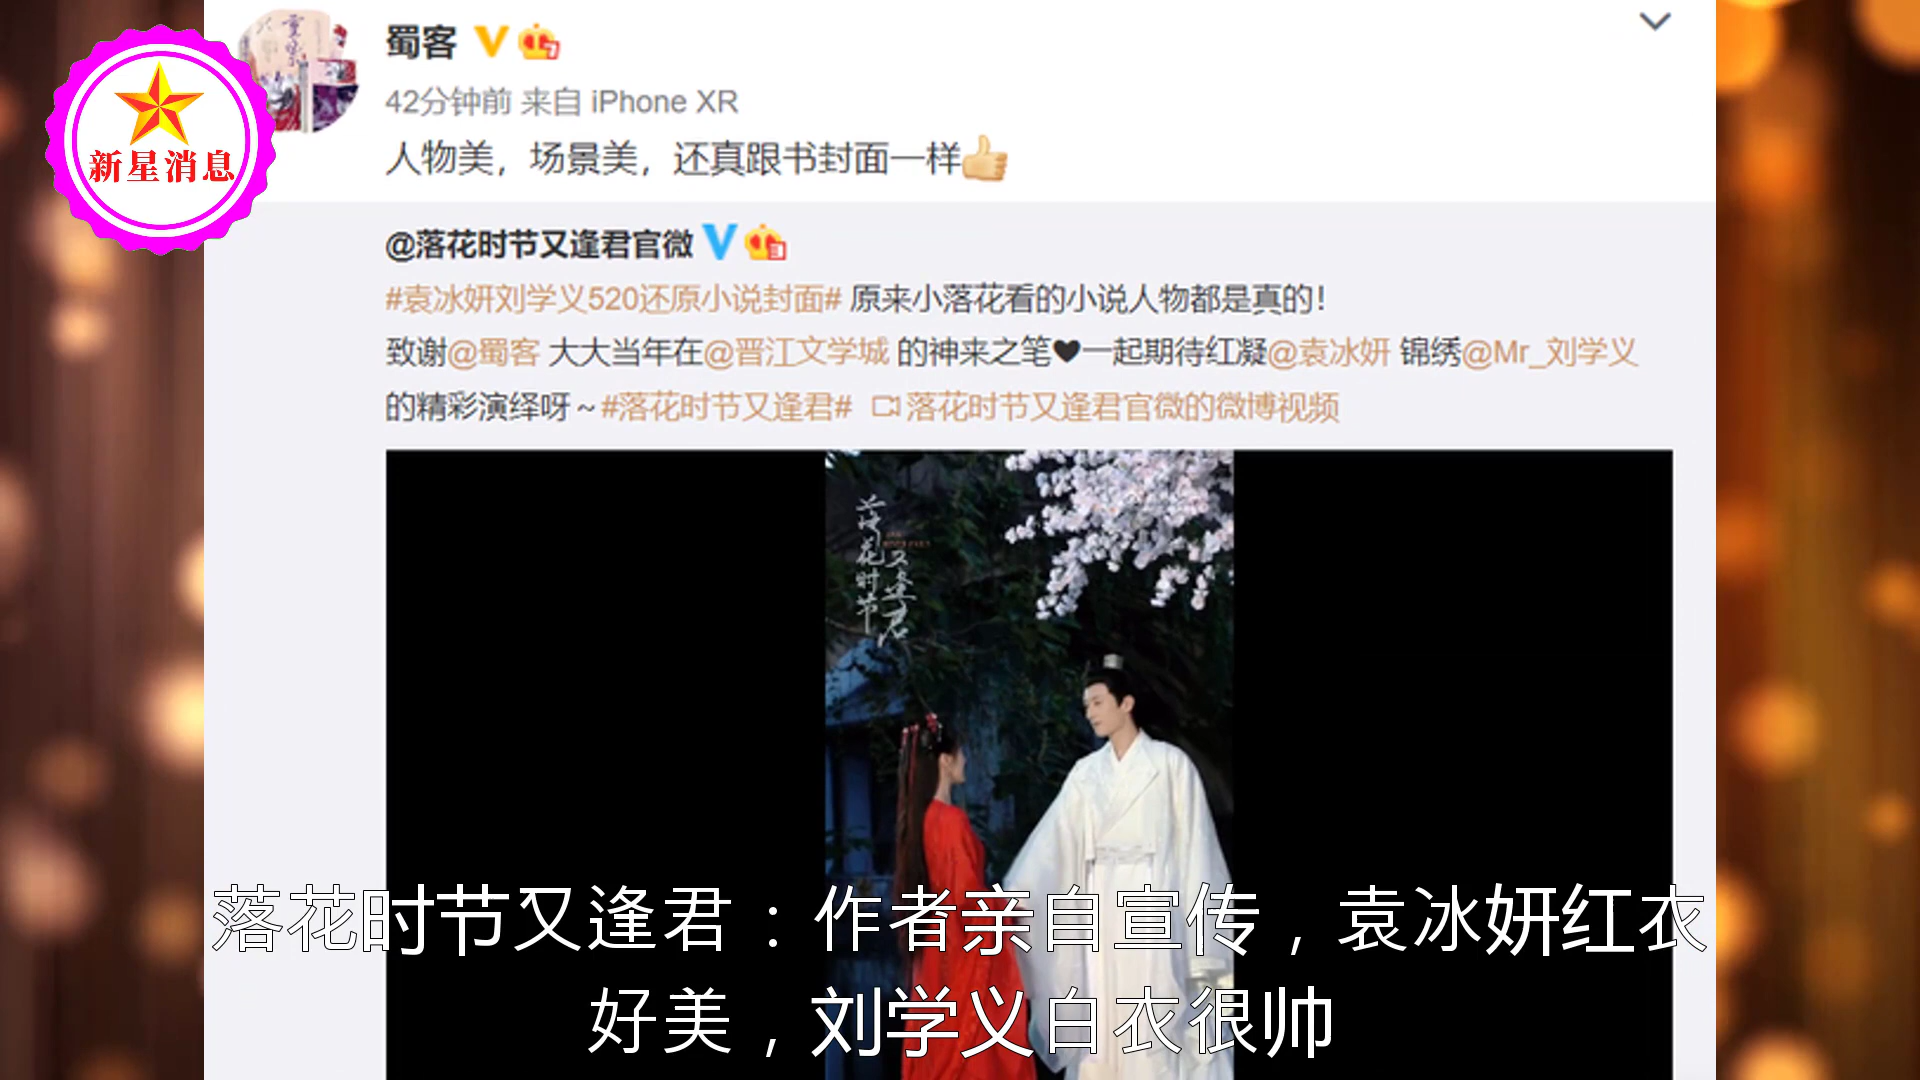 蜀客
42分钟前 来自 iPhone XR
人物美，场景美，还真跟书封面一样
新星消息
@落花时节又逢君官微
#袁冰妍刘学义520还原小说封面# 原来小落花看的小说人物都是真的！
致谢@蜀客 大大当年在@晋江文学城 的神来之笔🖤一起期待红凝@袁冰妍 锦绣@Mr_刘学义
的精彩演绎呀～#落花时节又逢君# 落花时节又逢君官微的微博视频
落花时节
又逢君
落花时节又逢君：作者亲自宣传，袁冰妍红衣
好美，刘学义白衣很帅